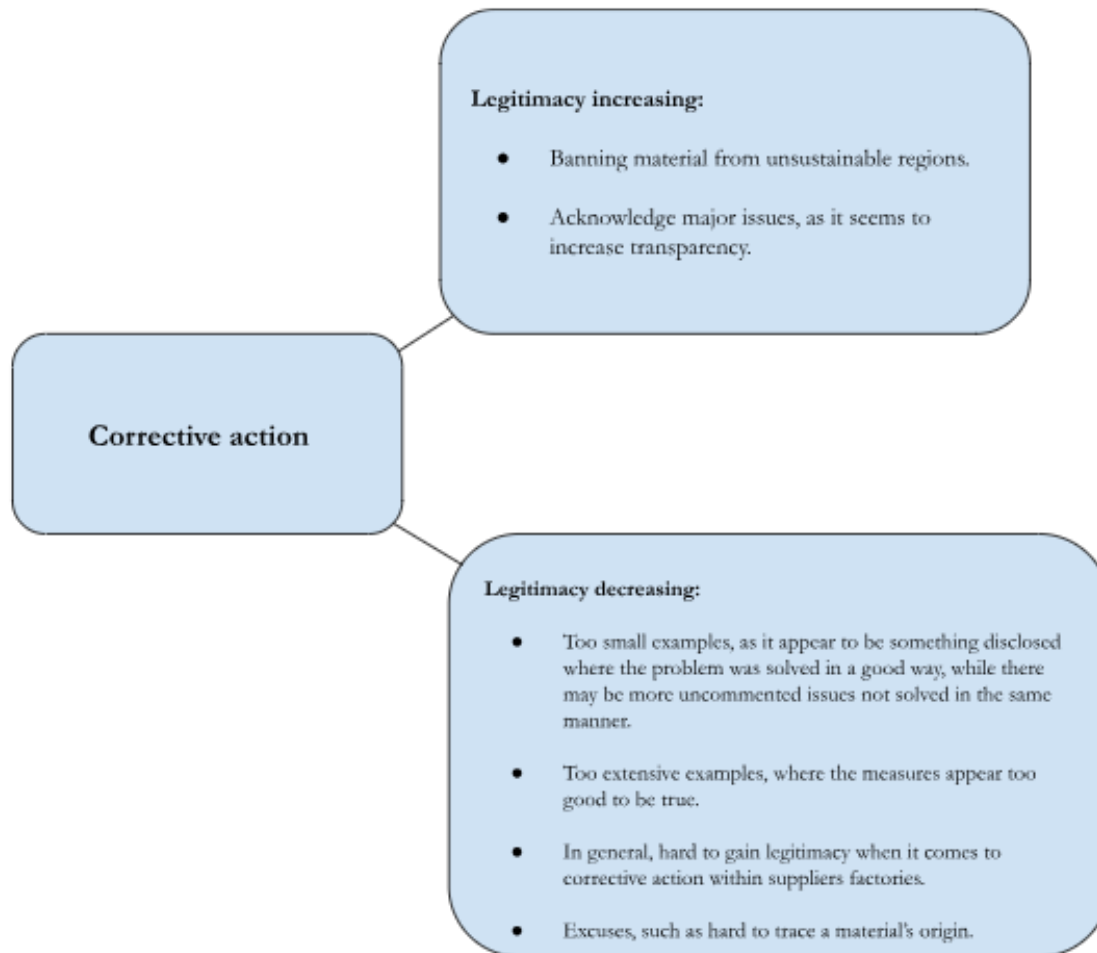 Legitimacy increasing:
● Banning material from unsustainable regions.
● Acknowledge major issues, as it seems to
increase transparency.
Corrective action
Legitimacy decreasing:
● Too small examples, as it appear to be something disclosed
where the problem was solved in a good way, while there
may be more uncommented issues not solved in the same
manner.
● Too extensive examples, where the measures appear too
good to be true.
● In general, hard to gain legitimacy when it comes to
corrective action within suppliers factories.
● Excuses, such as hard to trace a material's origin.